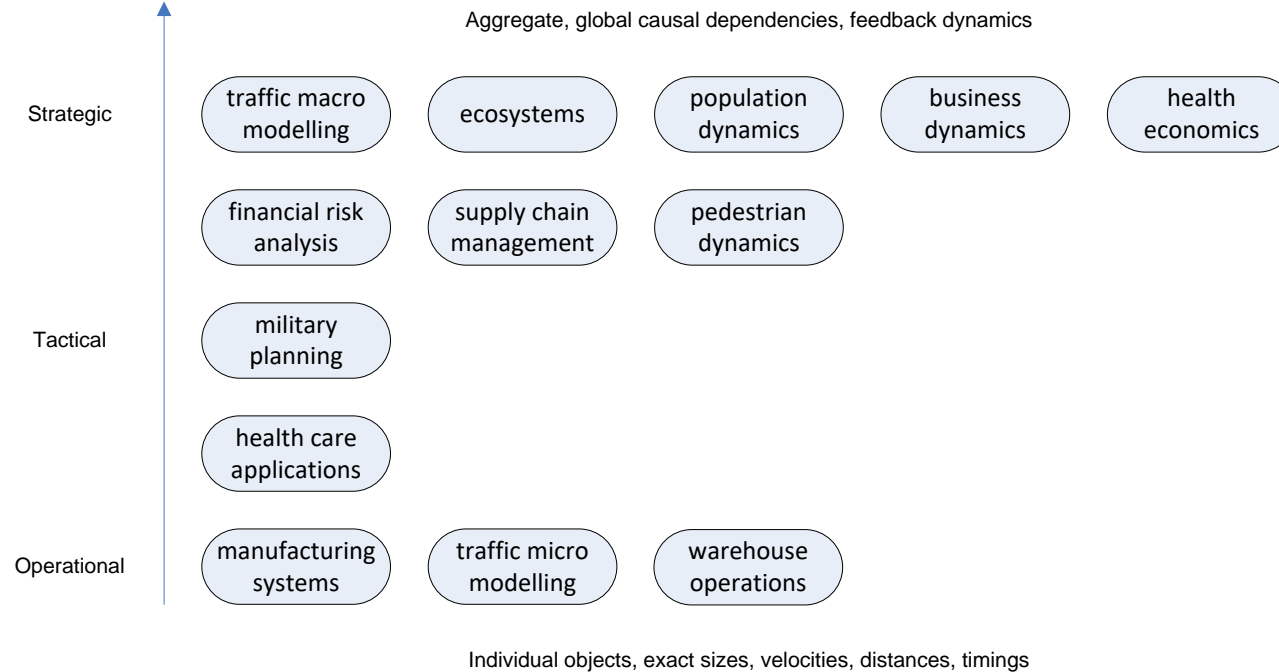 Aggregate, global causal dependencies, feedback dynamics
Strategic
traffic macro
modelling
ecosystems
population
dynamics
business
dynamics
health
economics
financial risk
analysis
supply chain
management
pedestrian
dynamics
Tactical
military
planning
health care
applications
Operational
manufacturing
systems
traffic micro
modelling
warehouse
operations
Individual objects, exact sizes, velocities, distances, timings